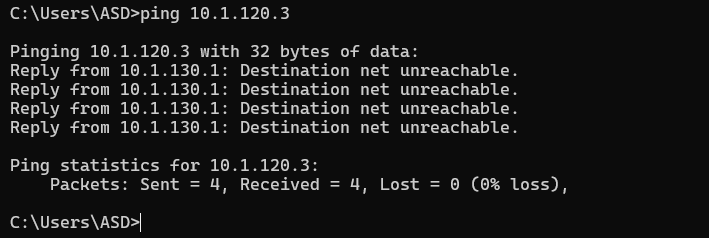 C:\Users\ASD>ping 10.1.120.3
Pinging 10.1.120.3 with 32 bytes of data:
Reply from 10.1.130.1: Destination net unreachable.
Reply from 10.1.130.1: Destination net unreachable.
Reply from 10.1.130.1: Destination net unreachable.
Reply from 10.1.130.1: Destination net unreachable.
Ping statistics for 10.1.120.3:
    Packets: Sent = 4, Received = 4, Lost = 0 (0% loss),
C:\Users\ASD>